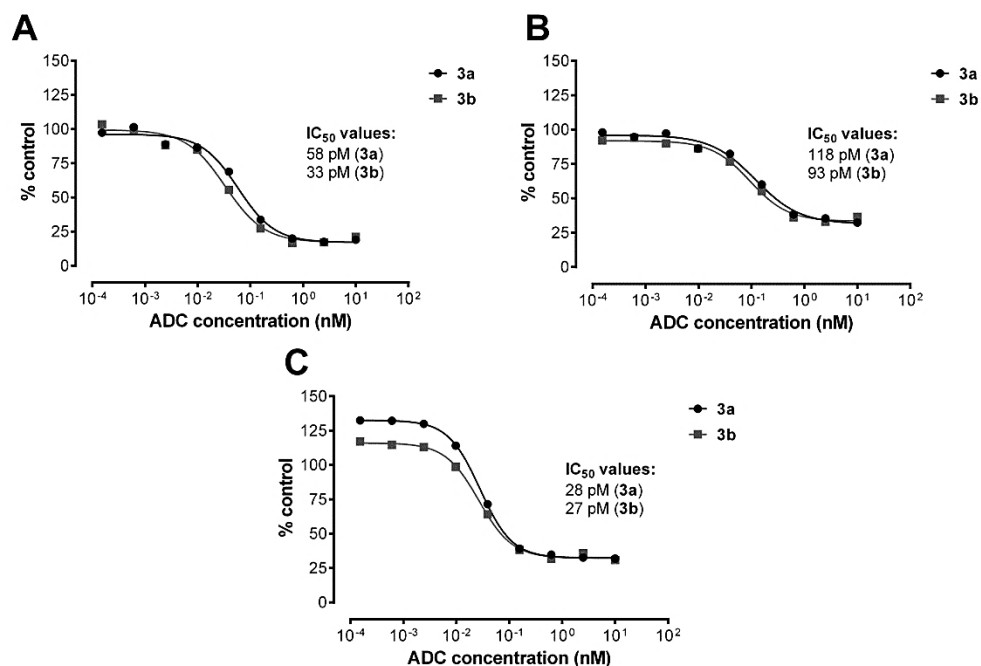 A
% control
150
125
100
75
50
25
0
10⁻⁴ 10⁻³ 10⁻² 10⁻¹ 10⁰ 10¹ 10²
ADC concentration (nM)
3a
3b
IC₅₀ values:
58 pM (3a)
33 pM (3b)
B
% control
150
125
100
75
50
25
0
10⁻⁴ 10⁻³ 10⁻² 10⁻¹ 10⁰ 10¹ 10²
ADC concentration (nM)
3a
3b
IC₅₀ values:
118 pM (3a)
93 pM (3b)
C
% control
150
125
100
75
50
25
0
10⁻⁴ 10⁻³ 10⁻² 10⁻¹ 10⁰ 10¹ 10²
ADC concentration (nM)
3a
3b
IC₅₀ values:
28 pM (3a)
27 pM (3b)